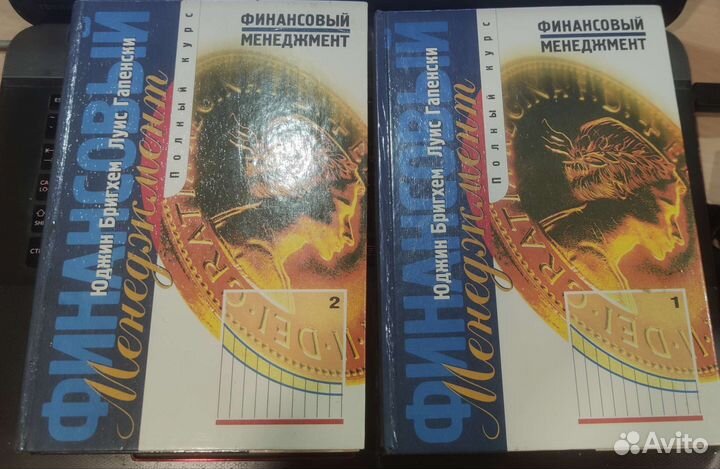 ФИНАНСОВЫЙ
Менеджмент
Юджин Бригхем Луис Гапенски
Полный курс
ФИНАНСОВЫЙ
МЕНЕДЖМЕНТ
2
ФИНАНСОВЫЙ
Менеджмент
Юджин Бригхем Луис Гапенски
Полный курс
ФИНАНСОВЫЙ
МЕНЕДЖМЕНТ
1
Avito